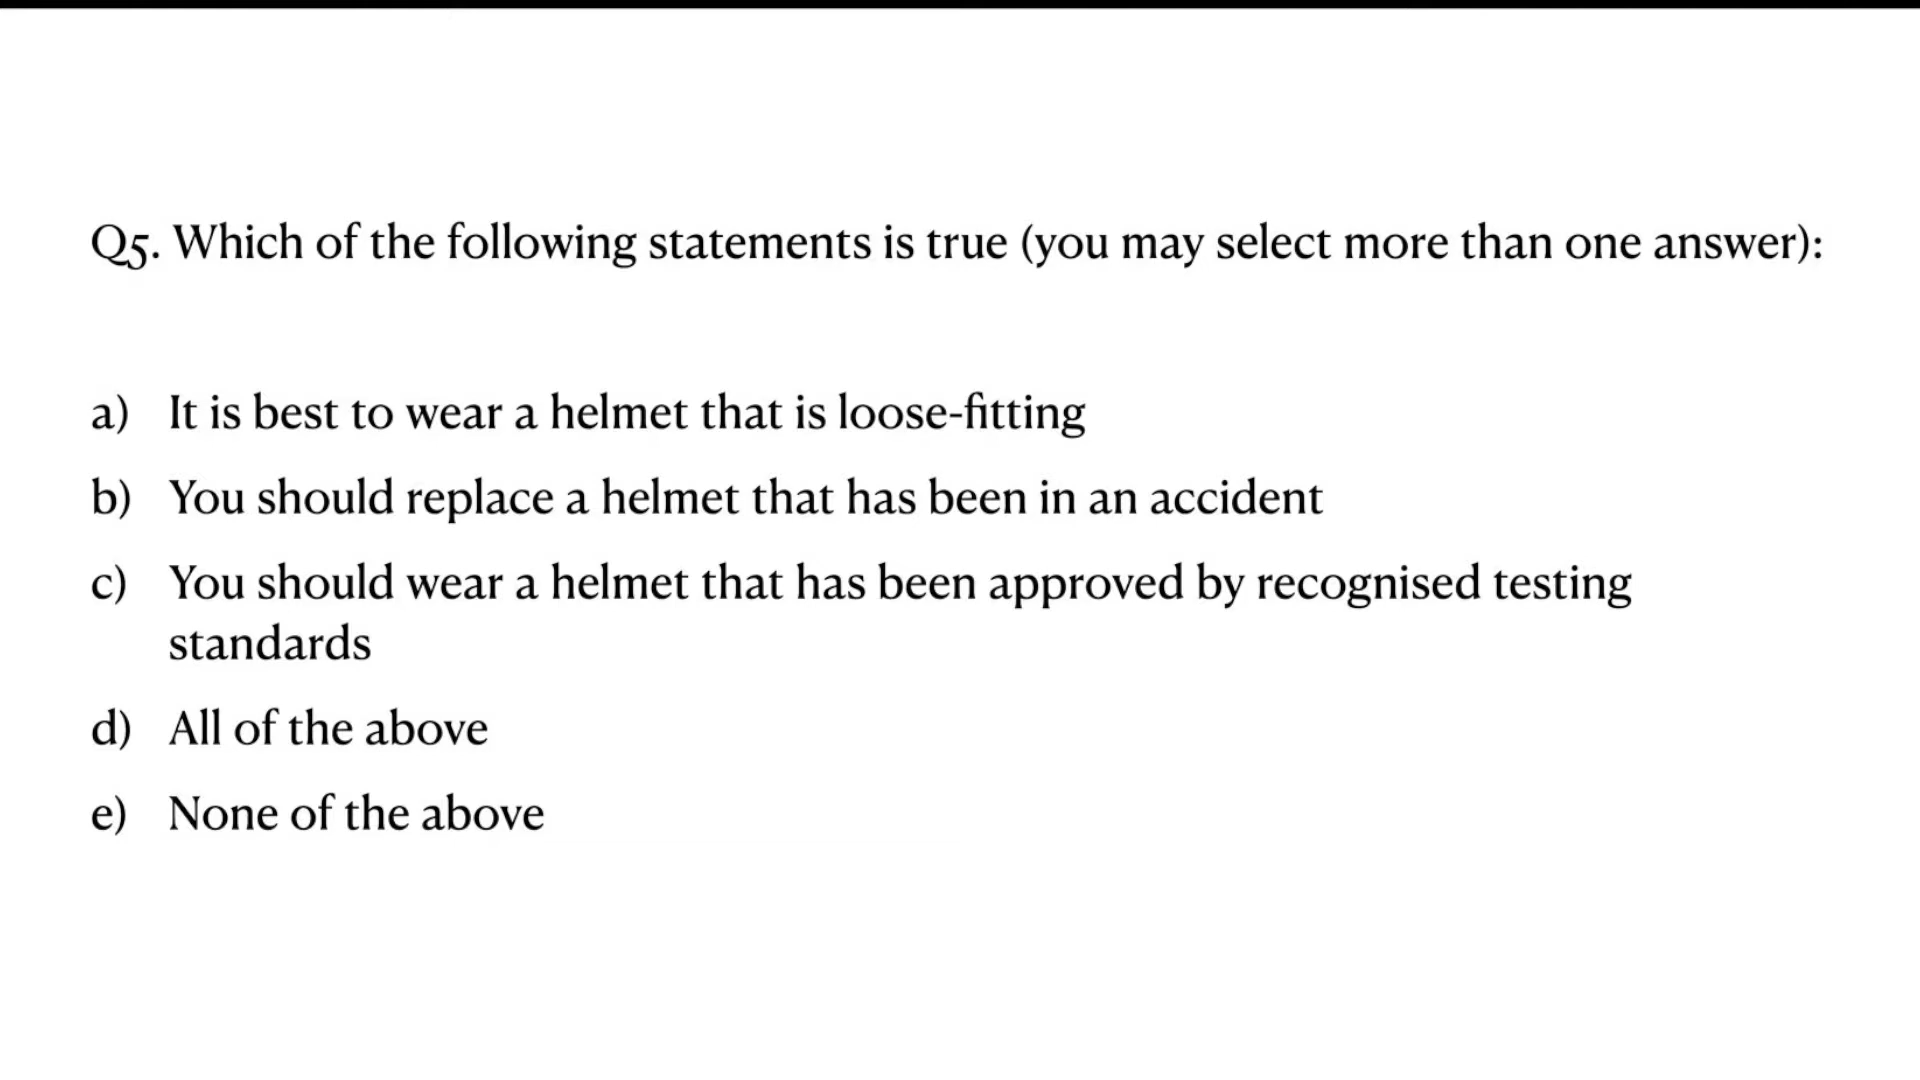 Q5. Which of the following statements is true (you may select more than one answer):
a) It is best to wear a helmet that is loose-fitting
b) You should replace a helmet that has been in an accident
c) You should wear a helmet that has been approved by recognised testing
standards
d) All of the above
e) None of the above